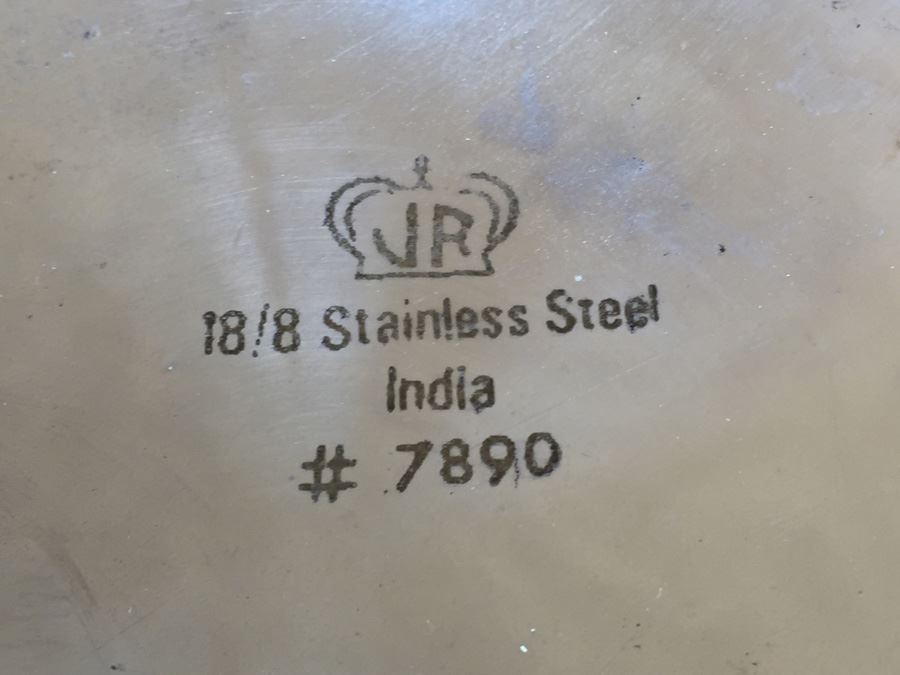 JR
18/8 Stainless Steel
India
# 7890